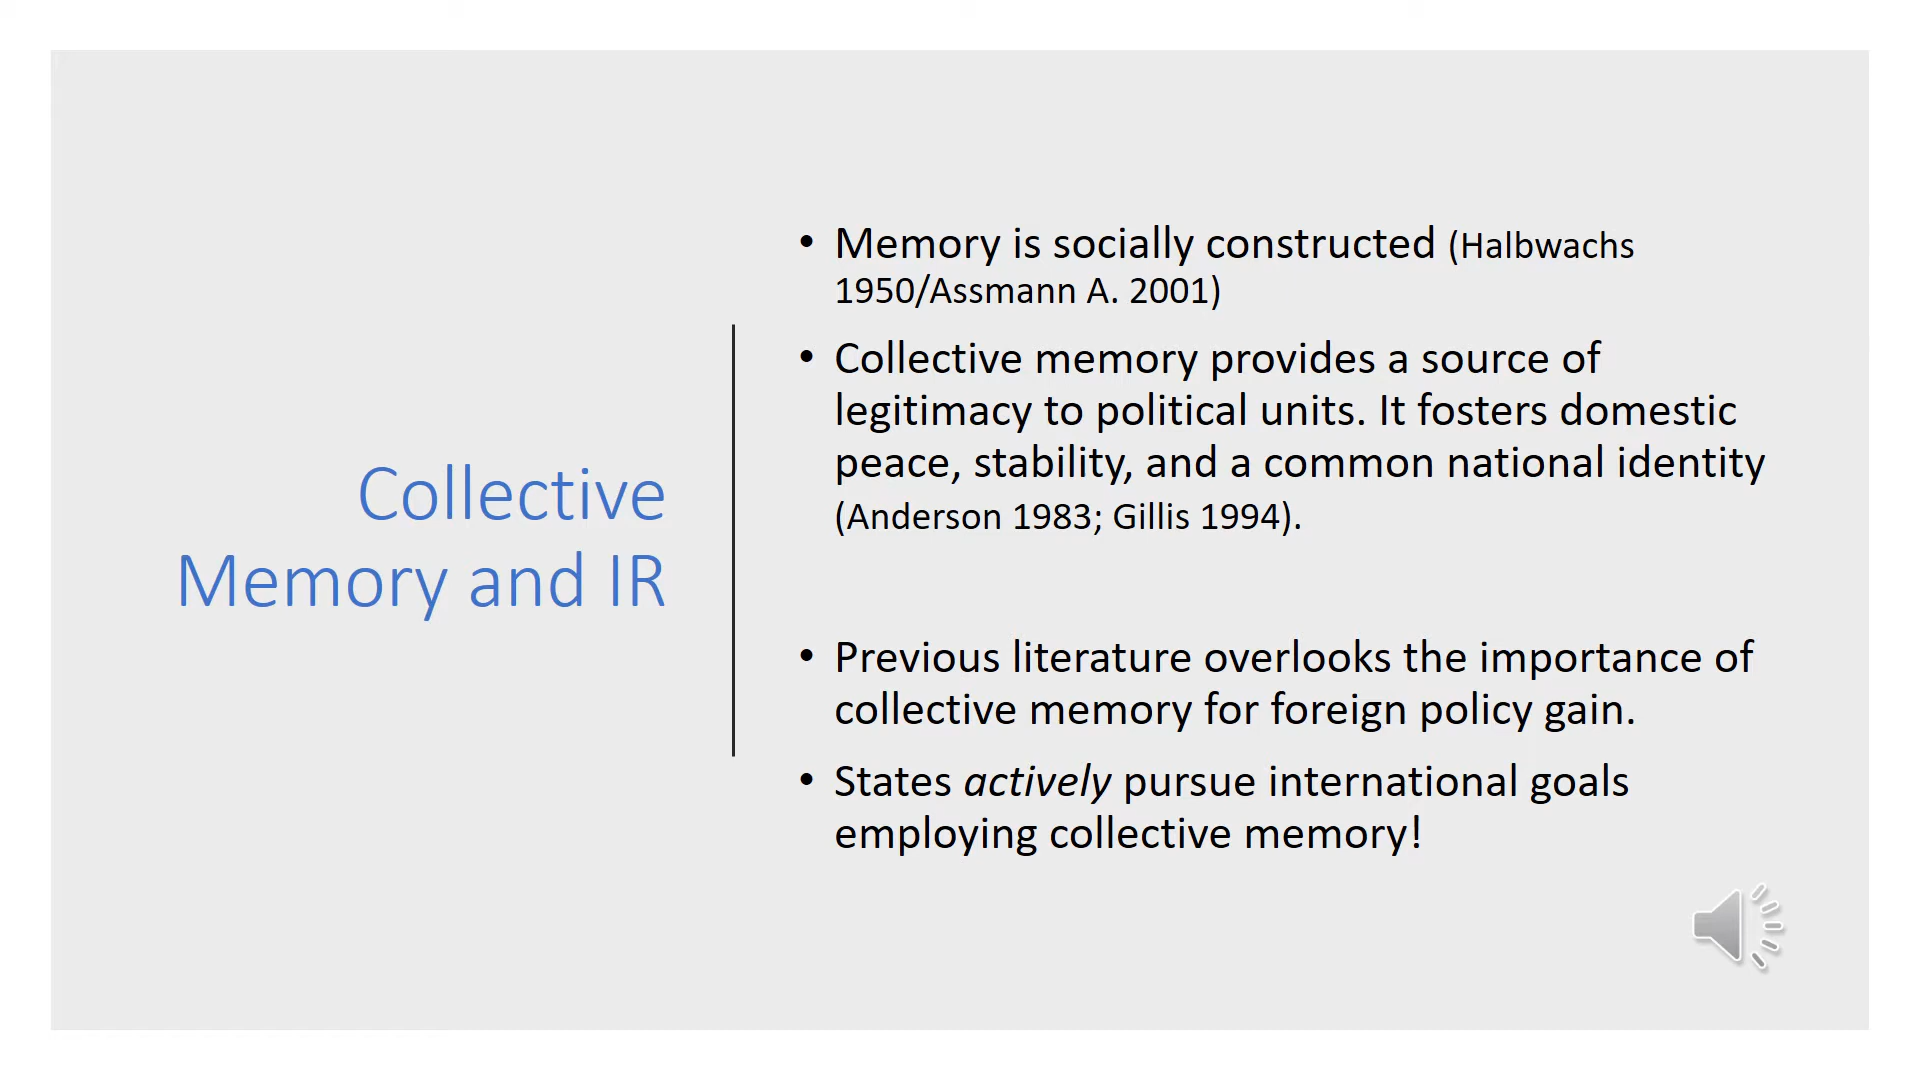 Collective
Memory and IR
• Memory is socially constructed (Halbwachs
1950/Assmann A. 2001)
• Collective memory provides a source of
legitimacy to political units. It fosters domestic
peace, stability, and a common national identity
(Anderson 1983; Gillis 1994).
• Previous literature overlooks the importance of
collective memory for foreign policy gain.
• States actively pursue international goals
employing collective memory!